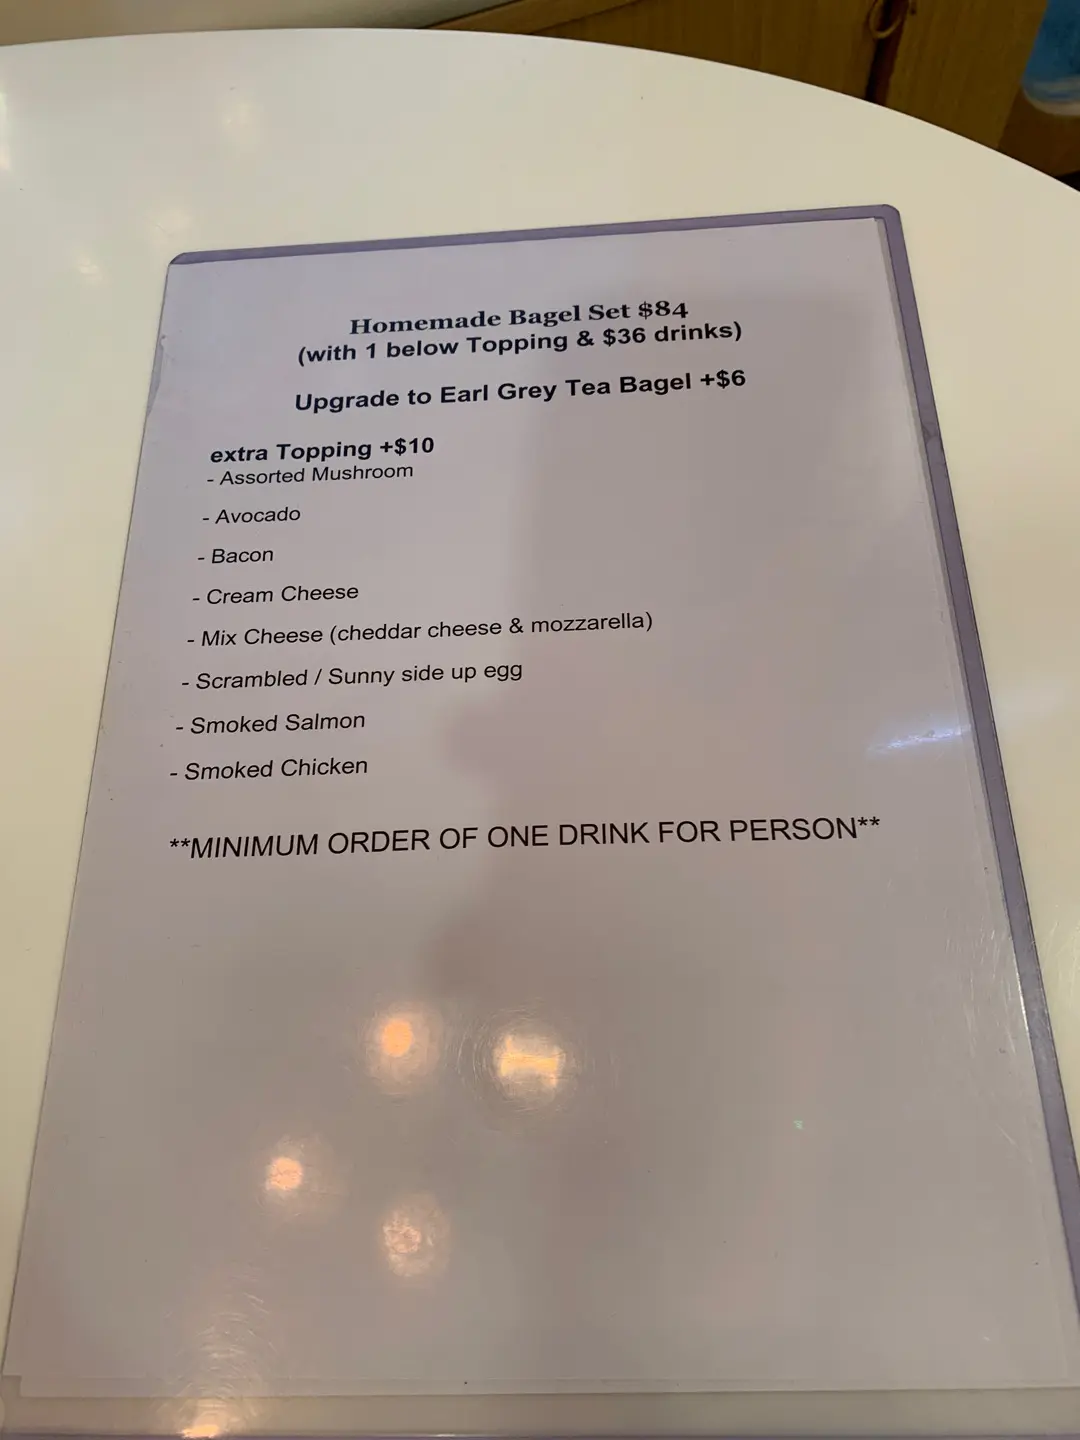 Homemade Bagel Set $84
(with 1 below Topping & $36 drinks)
Upgrade to Earl Grey Tea Bagel +$6
extra Topping +$10
- Assorted Mushroom
- Avocado
- Bacon
- Cream Cheese
- Mix Cheese (cheddar cheese & mozzarella)
- Scrambled / Sunny side up egg
- Smoked Salmon
- Smoked Chicken
**MINIMUM ORDER OF ONE DRINK FOR PERSON**